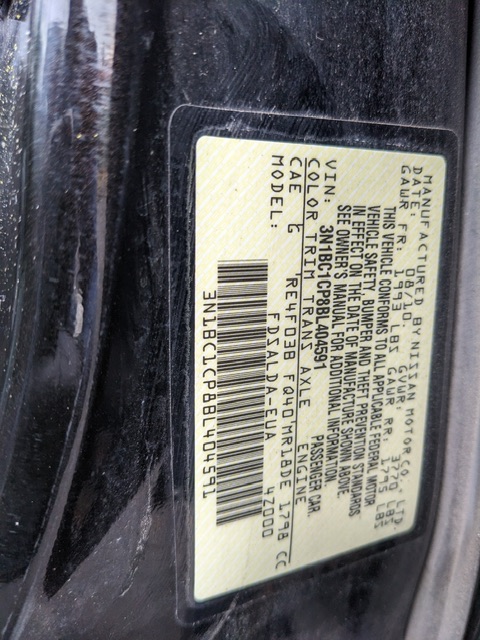 MANUFACTURED BY NISSAN MOTOR CO., LTD.
DATE: 08/10. GVWR: 3770 LBS
GAWR FR: 1993 LBS GAWR RR: 1795 LBS
THIS VEHICLE CONFORMS TO ALL APPLICABLE FEDERAL MOTOR
VEHICLE SAFETY, BUMPER AND THEFT PREVENTION STANDARDS
IN EFFECT ON THE DATE OF MANUFACTURE SHOWN ABOVE.
SEE OWNER'S MANUAL FOR ADDITIONAL INFORMATION.
VIN: 3N1BC1CP8BL404591 PASSENGER CAR
COLOR TRIM TRANS AXLE ENGINE
CAE G RE4F03B FQ40 MR18DE 1798 CC
MODEL: FDSALDA-EUA 4Z000
3N1BC1CP8BL404591